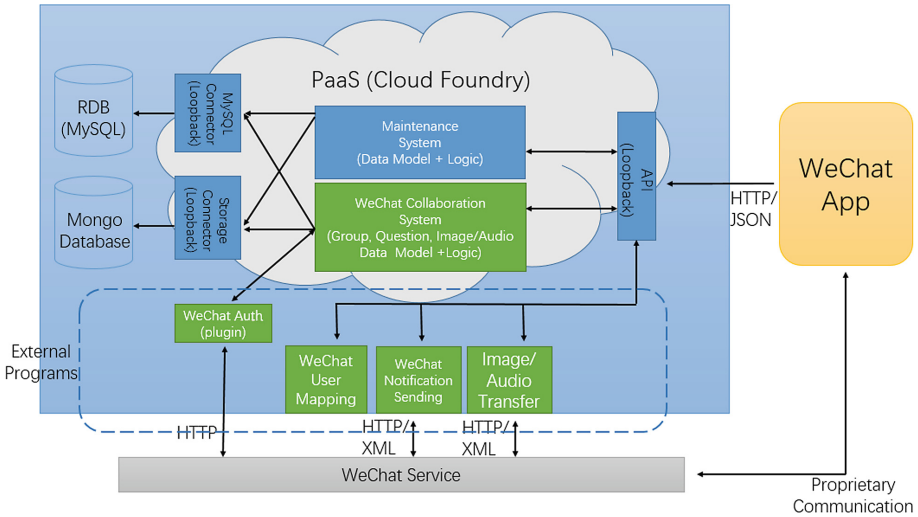 PaaS (Cloud Foundry)
RDB
(MySQL)
MySQL
Connector
(Loopback)
Maintenance
System
(Data Model + Logic)
API
(Loopback)
WeChat
App
HTTP/
JSON
Mongo
Database
Storage
Connector
(Loopback)
WeChat Collaboration
System
(Group, Question, Image/Audio
Data Model +Logic)
WeChat Auth
(plugin)
External
Programs
WeChat
User
Mapping
WeChat
Notification
Sending
Image/
Audio
Transfer
HTTP
HTTP/
XML
HTTP/
XML
WeChat Service
Proprietary
Communication